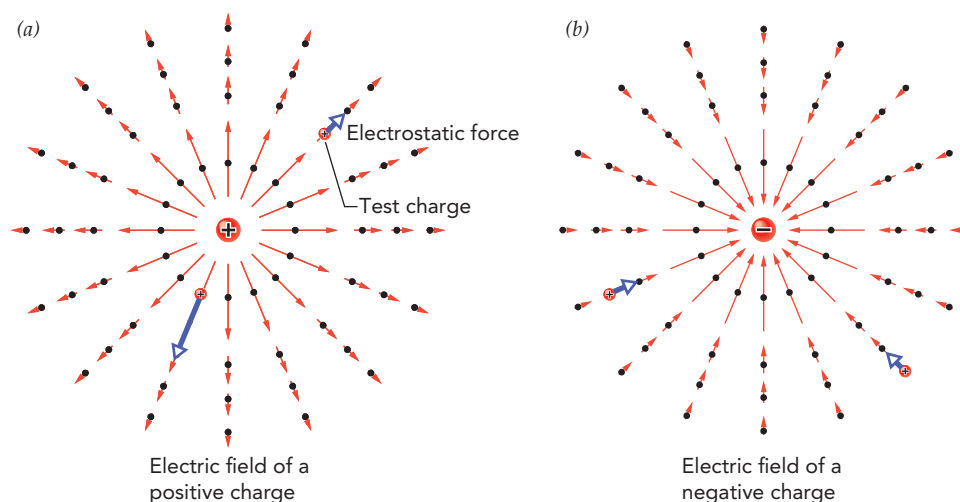 (a)
Electrostatic force
Test charge
+
+
+
Electric field of a
positive charge
(b)
−
+
+
Electric field of a
negative charge